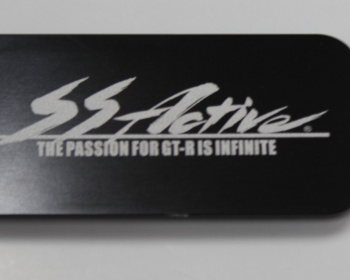 SS Active®
THE PASSION FOR GT-R IS INFINITE